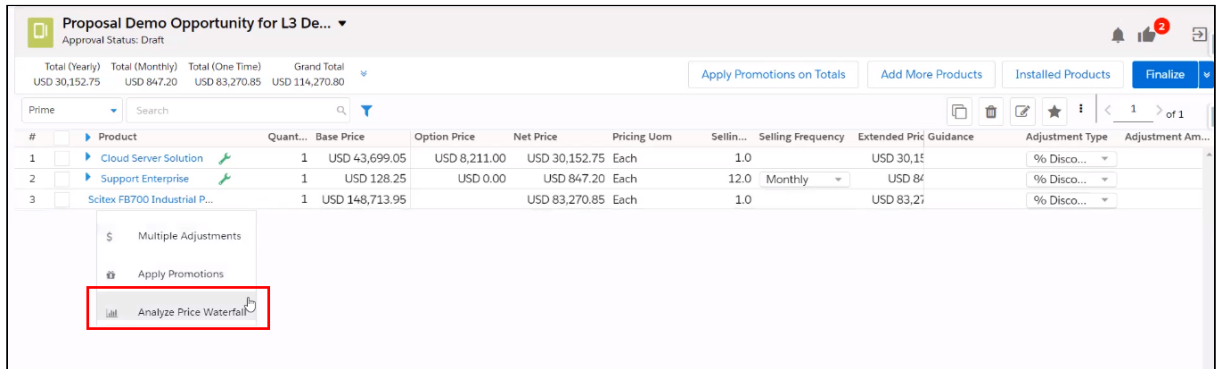 Proposal Demo Opportunity for L3 De...
Approval Status: Draft
2
Total (Yearly) Total (Monthly) Total (One Time) Grand Total
USD 30,152.75 USD 847.20 USD 83,270.85 USD 114,270.80
Apply Promotions on Totals Add More Products Installed Products Finalize
Prime Search 1 of 1
# Product Quant... Base Price Option Price Net Price Pricing Uom Sellin... Selling Frequency Extended Pric Guidance Adjustment Type Adjustment Am...
1 Cloud Server Solution 1 USD 43,699.05 USD 8,211.00 USD 30,152.75 Each 1.0 USD 30,15 % Disco...
2 Support Enterprise 1 USD 128.25 USD 0.00 USD 847.20 Each 12.0 Monthly USD 84 % Disco...
3 Scitex FB700 Industrial P... 1 USD 148,713.95 USD 83,270.85 Each 1.0 USD 83,27 % Disco...
$ Multiple Adjustments
Apply Promotions
Analyze Price Waterfall